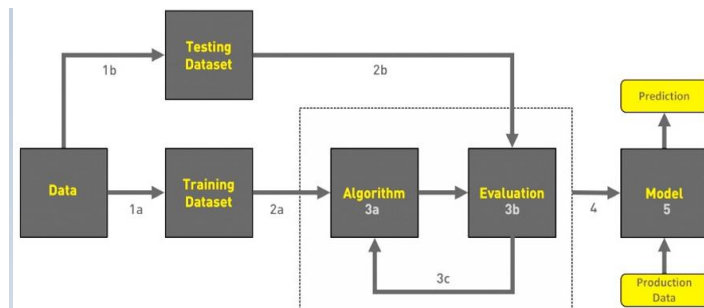 Testing
Dataset
1b
2b
Prediction
Data
1a
Training
Dataset
2a
Algorithm
3a
Evaluation
3b
4
Model
5
3c
Production
Data